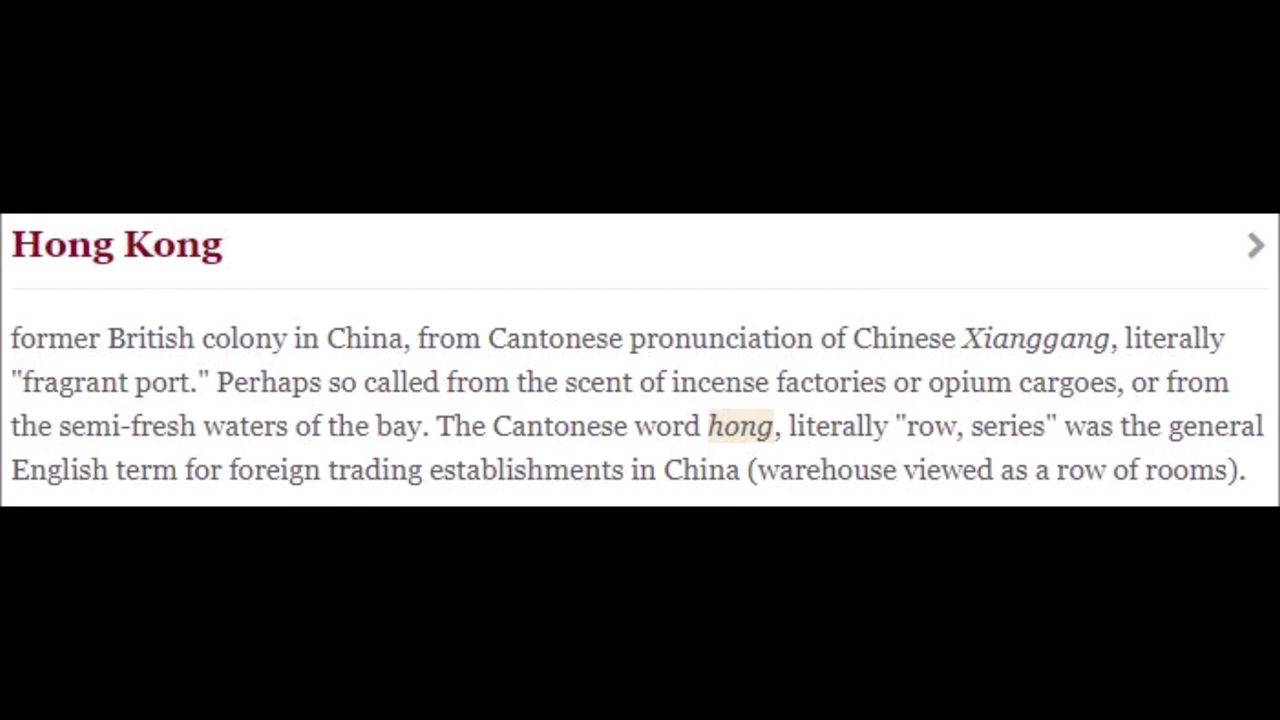 Hong Kong
former British colony in China, from Cantonese pronunciation of Chinese Xianggang, literally
"fragrant port." Perhaps so called from the scent of incense factories or opium cargoes, or from
the semi-fresh waters of the bay. The Cantonese word hong, literally "row, series" was the general
English term for foreign trading establishments in China (warehouse viewed as a row of rooms).